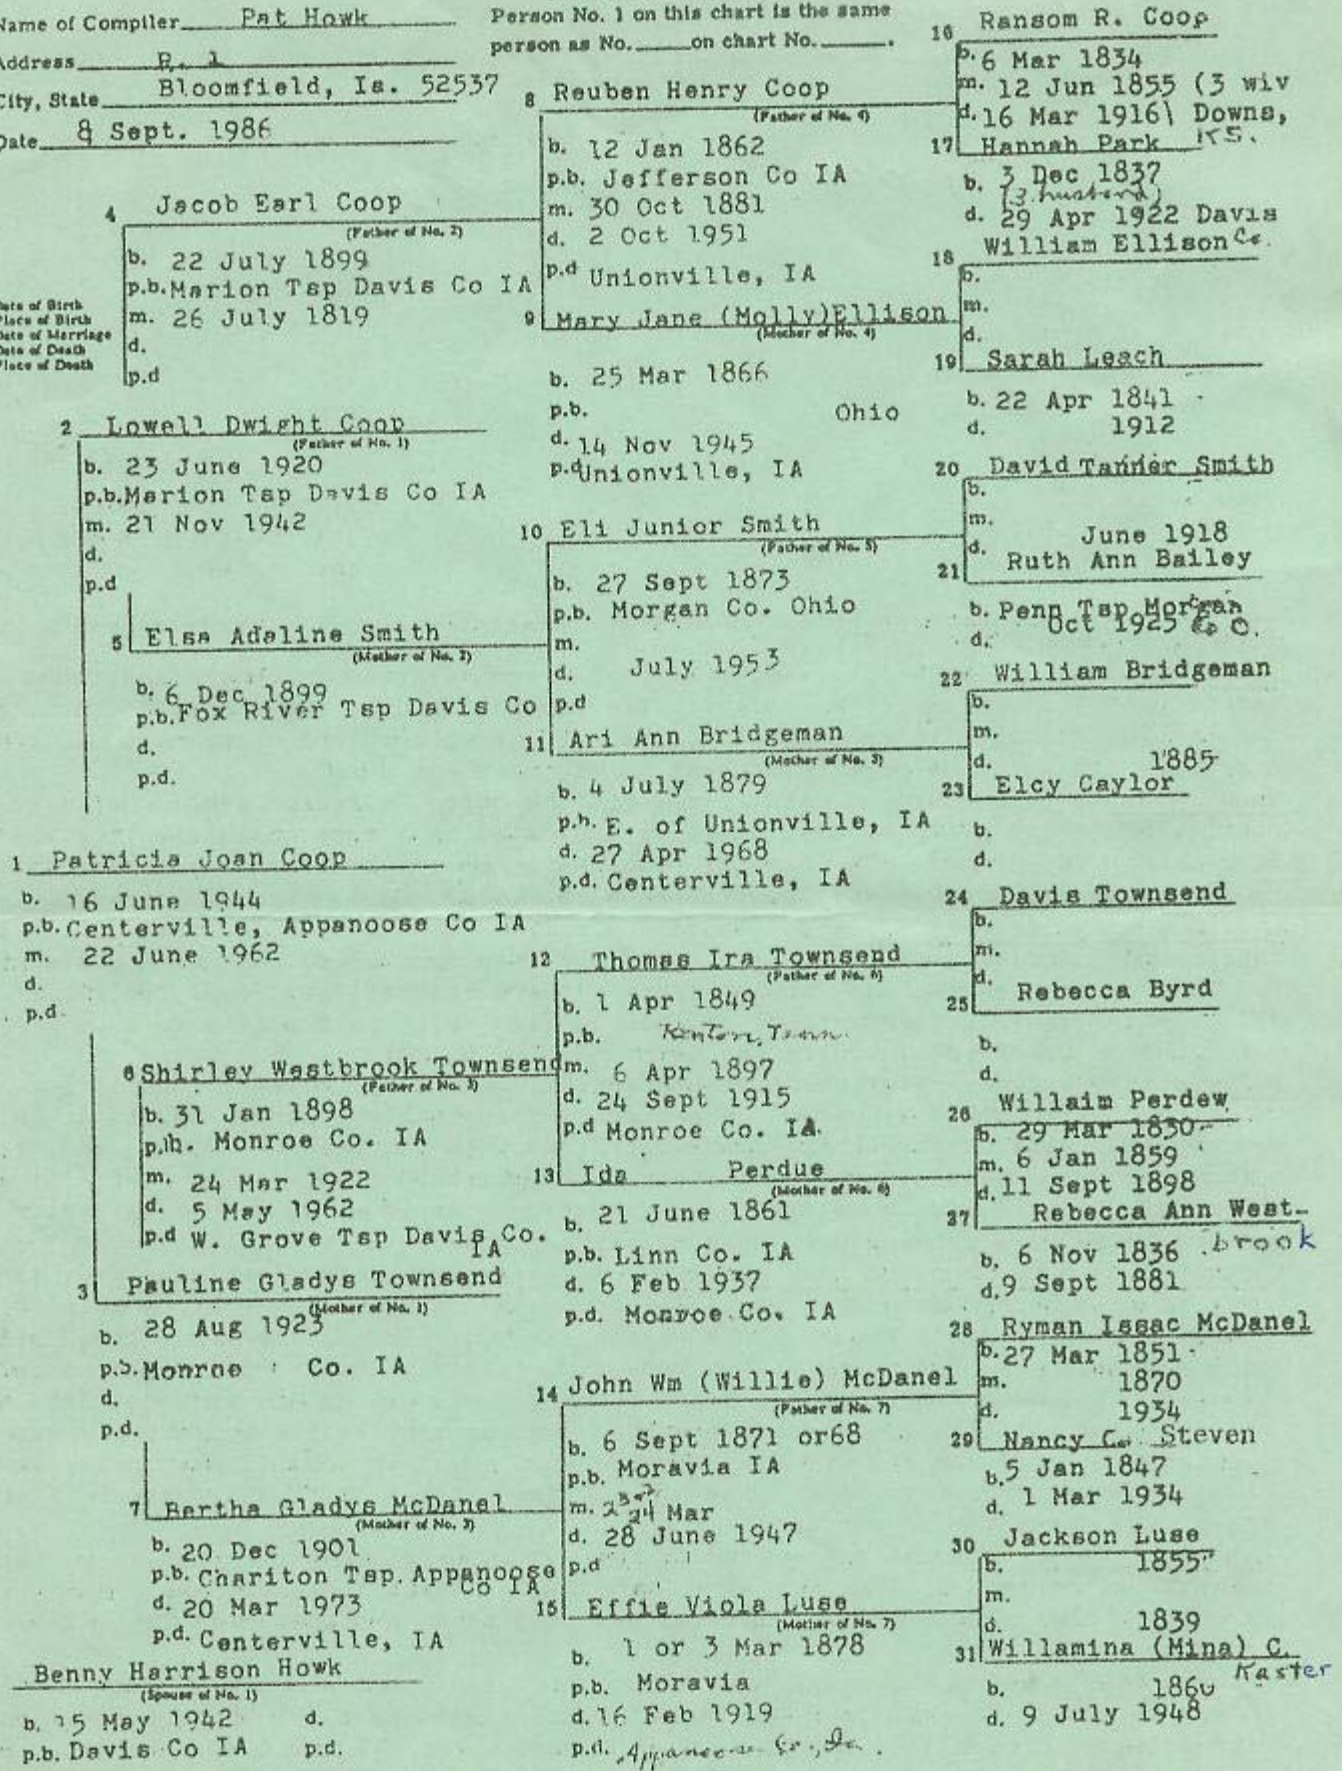 Name of Compiler Pat Howk
Address R. 1
City, State Bloomfield, Ia. 52537
Date 8 Sept. 1986
Person No. 1 on this chart is the same
person as No. on chart No. .
Date of Birth
Place of Birth
Date of Marriage
Date of Death
Place of Death
1 Patricia Joan Coop
b. 16 June 1944
p.b. Centerville, Appanoose Co IA
m. 22 June 1962
d.
p.d.
2 Lowell Dwight Coop
(Father of No. 1)
b. 23 June 1920
p.b. Marion Tsp Davis Co IA
m. 21 Nov 1942
d.
p.d
3 Pauline Gladys Townsend
(Mother of No. 1)
b. 28 Aug 1923
p.b. Monroe Co. IA
d.
p.d.
4 Jacob Earl Coop
(Father of No. 2)
b. 22 July 1899
p.b. Marion Tsp Davis Co IA
m. 26 July 1819
d.
p.d
5 Elsa Adaline Smith
(Mother of No. 2)
b. 6 Dec 1899
p.b. Fox River Tsp Davis Co
d.
p.d.
6 Shirley Westbrook Townsend
(Father of No. 3)
b. 31 Jan 1898
p.b. Monroe Co. IA
m. 24 Mar 1922
d. 5 May 1962
p.d W. Grove Tsp Davis Co.
IA
7 Bertha Gladys McDanel
(Mother of No. 3)
b. 20 Dec 1901
p.b. Chariton Tsp. Appanoose
Co IA
d. 20 Mar 1973
p.d. Centerville, IA
Benny Harrison Howk
(Spouse of No. 1)
b. 15 May 1942 d.
p.b. Davis Co IA p.d.
8 Reuben Henry Coop
(Father of No. 4)
b. 12 Jan 1862
p.b. Jefferson Co IA
m. 30 Oct 1881
d. 2 Oct 1951
p.d Unionville, IA
9 Mary Jane (Molly) Ellison
(Mother of No. 4)
b. 25 Mar 1866
p.b. Ohio
d. 14 Nov 1945
p.d Unionville, IA
10 Eli Junior Smith
(Father of No. 5)
b. 27 Sept 1873
p.b. Morgan Co. Ohio
m.
d. July 1953
p.d
11 Ari Ann Bridgeman
(Mother of No. 5)
b. 4 July 1879
p.b. E. of Unionville, IA
d. 27 Apr 1968
p.d. Centerville, IA
12 Thomas Ira Townsend
(Father of No. 6)
b. 1 Apr 1849
p.b. Kenton, Tenn.
m. 6 Apr 1897
d. 24 Sept 1915
p.d Monroe Co. IA.
13 Ida Perdue
(Mother of No. 6)
b. 21 June 1861
p.b. Linn Co. IA
d. 6 Feb 1937
p.d. Monroe Co. IA
14 John Wm (Willie) McDanel
(Father of No. 7)
b. 6 Sept 1871 or68
p.b. Moravia IA
m. 24 Mar
d. 28 June 1947
p.d
15 Effie Viola Luse
(Mother of No. 7)
b. 1 or 3 Mar 1878
p.b. Moravia
d. 16 Feb 1919
p.d. Appanoose Co., Ia.
16 Ransom R. Coop
b. 6 Mar 1834
m. 12 Jun 1855 (3 wiv
d. 16 Mar 1916\ Downs,
KS.
17 Hannah Park
b. 3 Dec 1837
(3 husband)
d. 29 Apr 1922 Davis
Co.
18 William Ellison
b.
m.
d.
19 Sarah Leach
b. 22 Apr 1841
d. 1912
20 David Tanner Smith
b.
m.
d. June 1918
21 Ruth Ann Bailey
b. Penn Tsp Morgan
Co O.
d. Oct 1925
22 William Bridgeman
b.
m.
d. 1885
23 Elcy Caylor
b.
d.
24 Davis Townsend
b.
m.
d.
25 Rebecca Byrd
b.
d.
26 Willaim Perdew
b. 29 Mar 1830
m. 6 Jan 1859
d. 11 Sept 1898
27 Rebecca Ann West-
brook
b. 6 Nov 1836
d. 9 Sept 1881
28 Ryman Issac McDanel
b. 27 Mar 1851
m. 1870
d. 1934
29 Nancy C. Steven
b. 5 Jan 1847
d. 1 Mar 1934
30 Jackson Luse
b. 1855
m.
d. 1839
31 Willamina (Mina) C.
Kaster
b. 1860
d. 9 July 1948